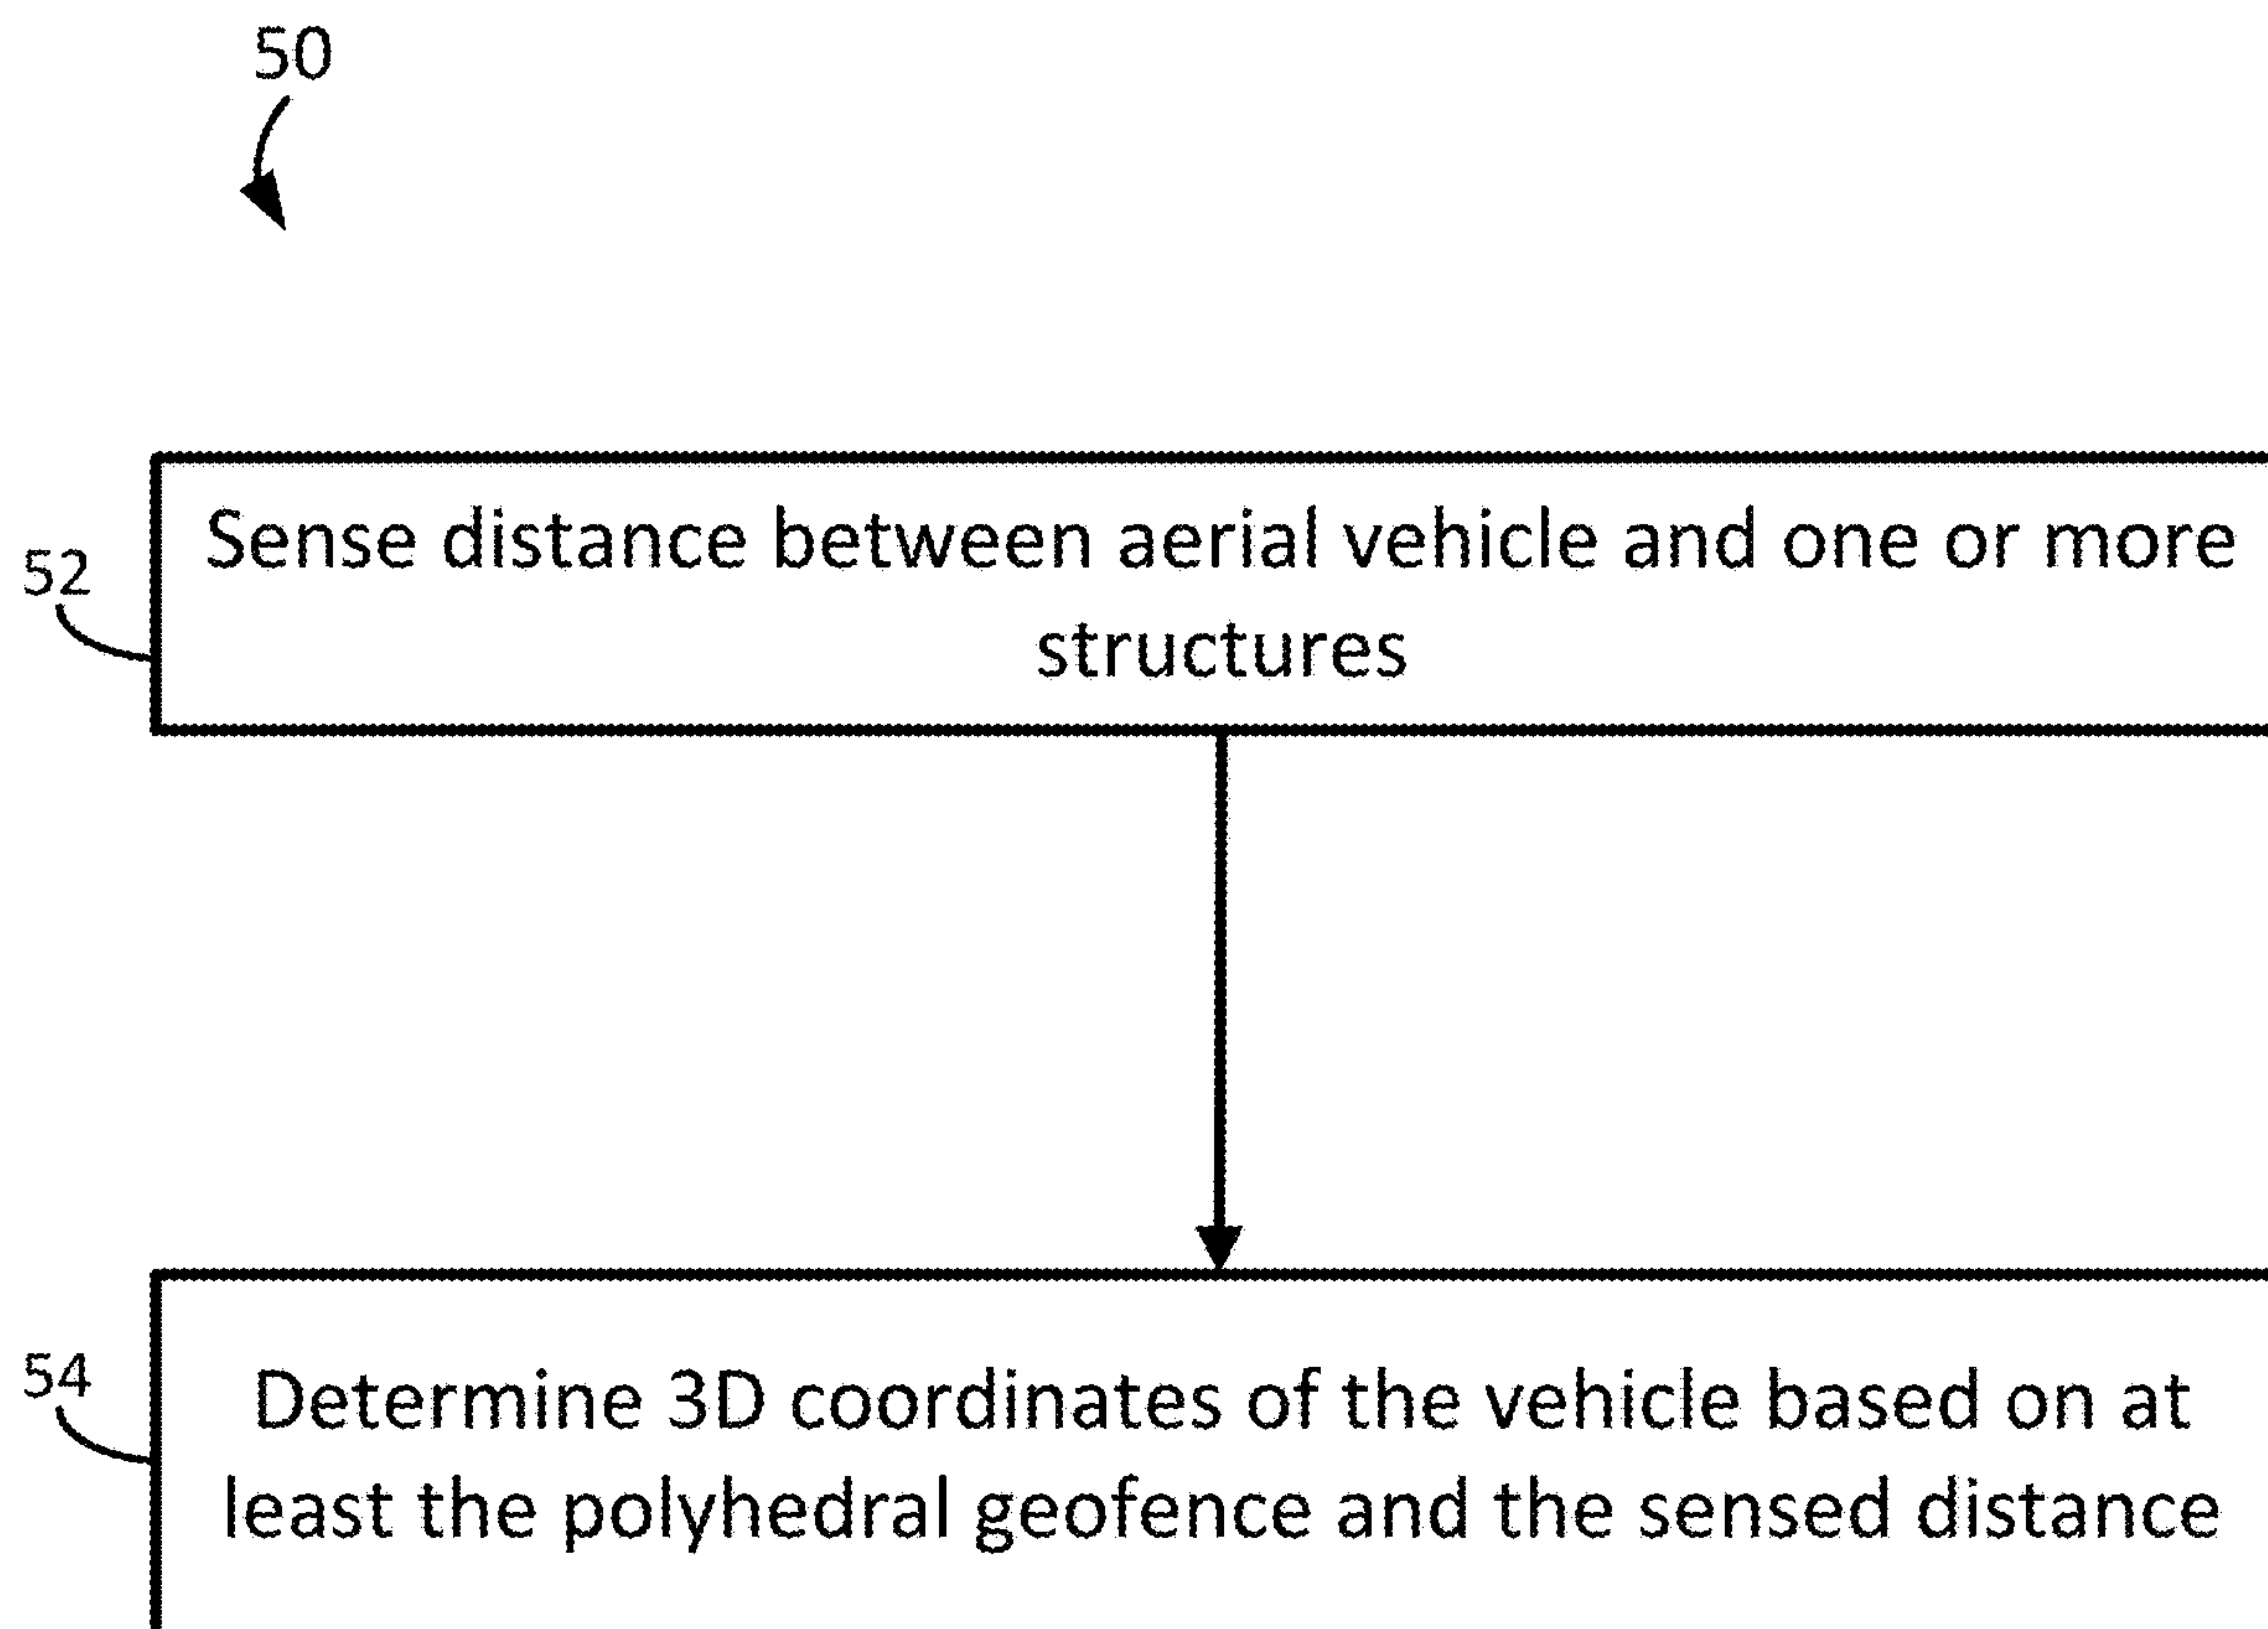 50
52
Sense distance between aerial vehicle and one or more
structures
54
Determine 3D coordinates of the vehicle based on at
least the polyhedral geofence and the sensed distance